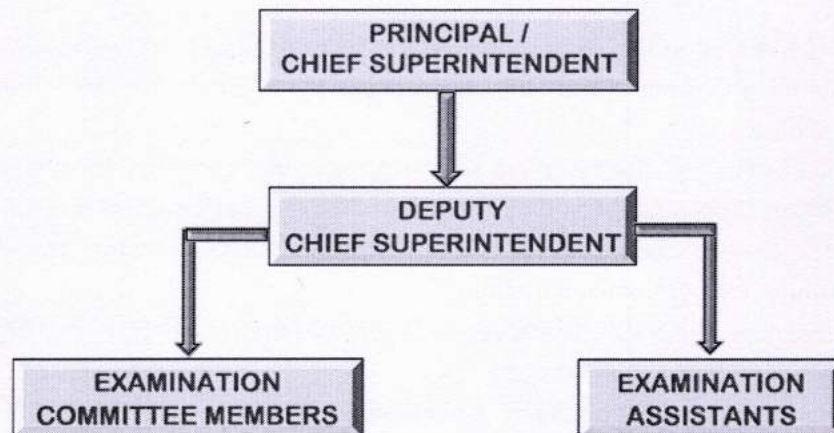 PRINCIPAL /
CHIEF SUPERINTENDENT
DEPUTY
CHIEF SUPERINTENDENT
EXAMINATION
COMMITTEE MEMBERS
EXAMINATION
ASSISTANTS